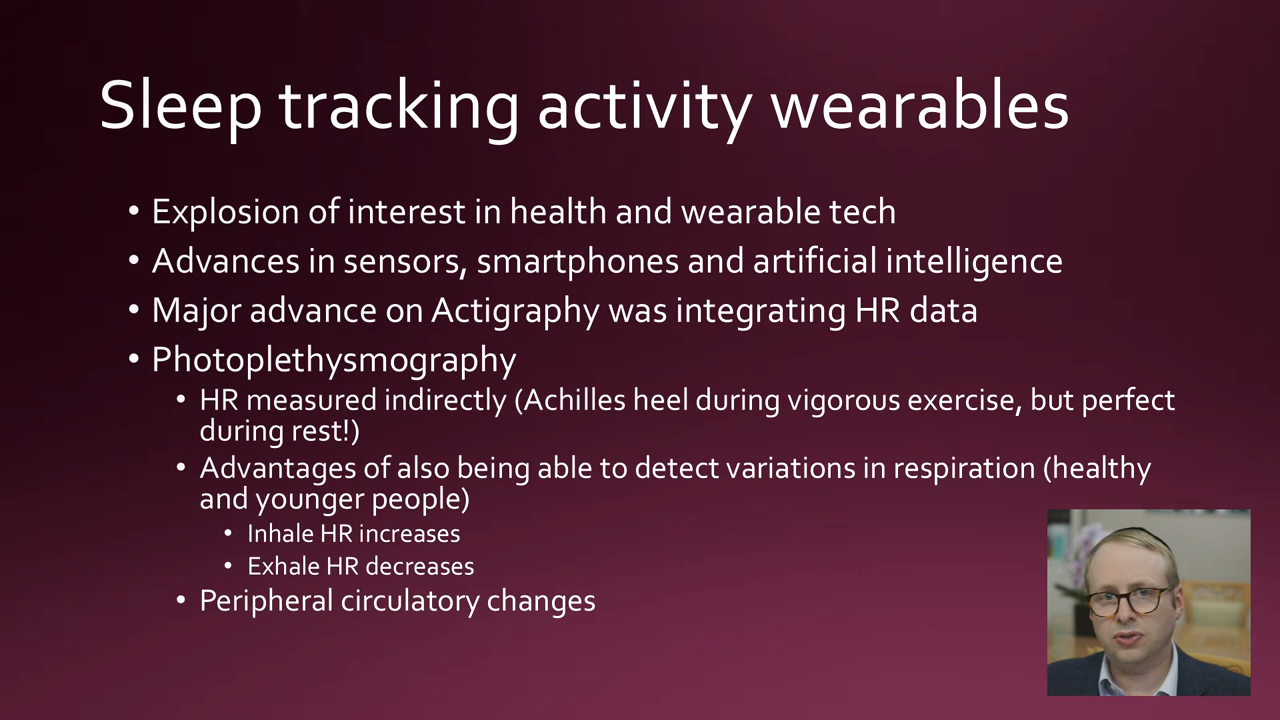 Sleep tracking activity wearables
• Explosion of interest in health and wearable tech
• Advances in sensors, smartphones and artificial intelligence
• Major advance on Actigraphy was integrating HR data
• Photoplethysmography
• HR measured indirectly (Achilles heel during vigorous exercise, but perfect
during rest!)
• Advantages of also being able to detect variations in respiration (healthy
and younger people)
• Inhale HR increases
• Exhale HR decreases
• Peripheral circulatory changes